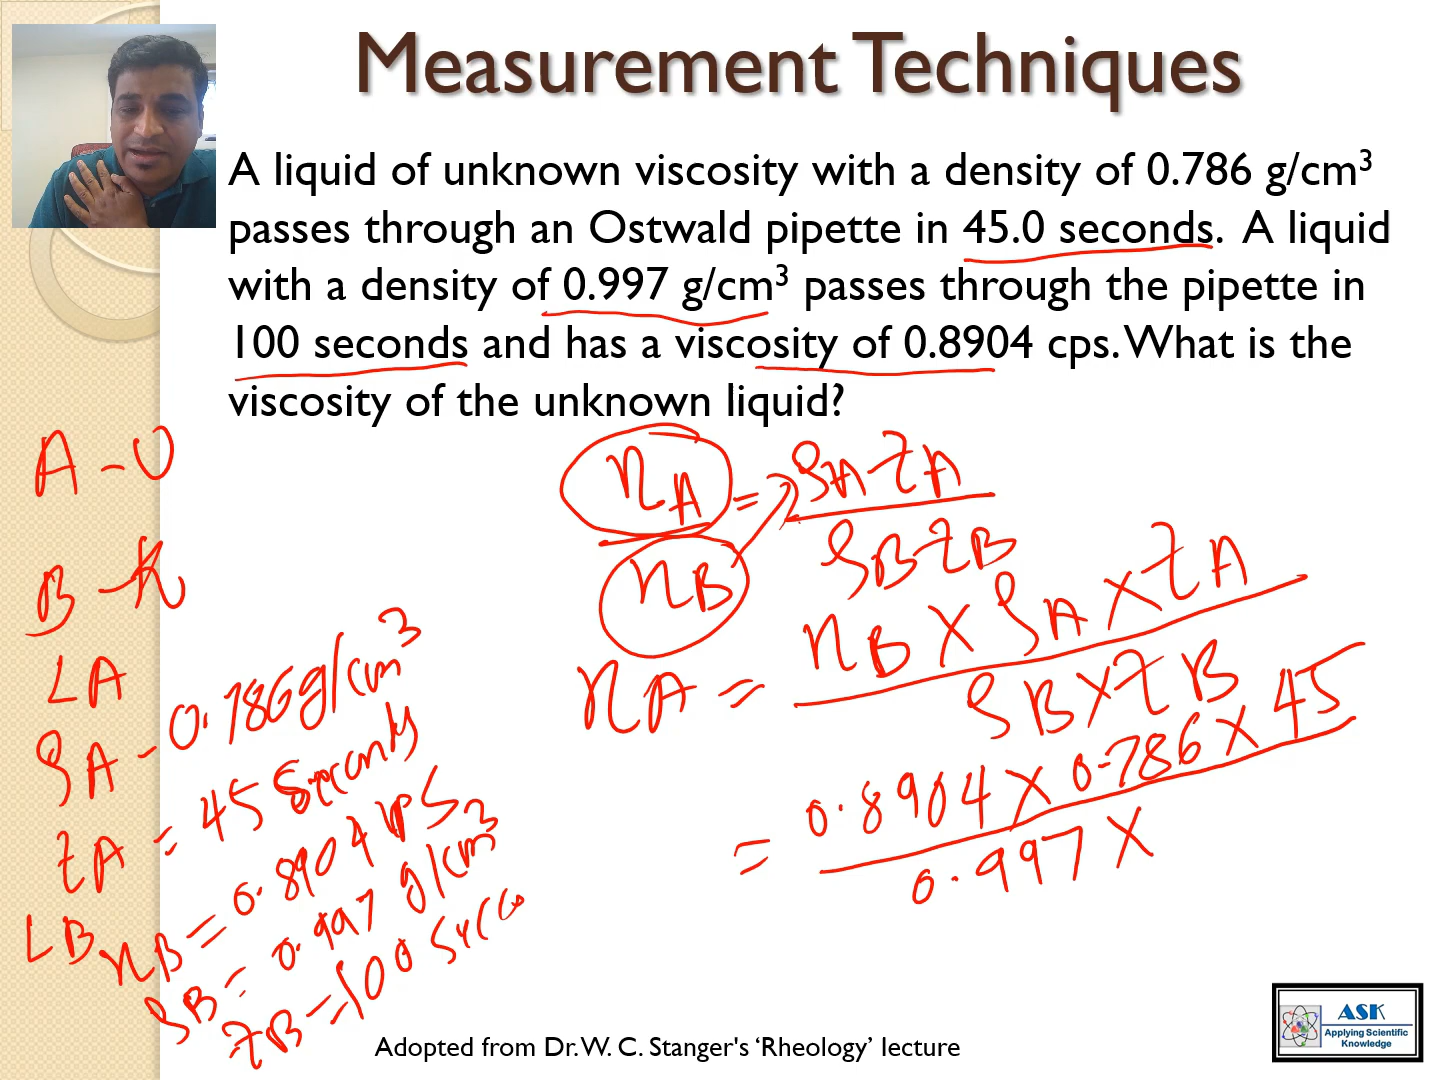 Measurement Techniques
A liquid of unknown viscosity with a density of 0.786 g/cm³
passes through an Ostwald pipette in 45.0 seconds. A liquid
with a density of 0.997 g/cm³ passes through the pipette in
100 seconds and has a viscosity of 0.8904 cps. What is the
viscosity of the unknown liquid?
A - U
B - K
LA
ρA - 0.786 g/cm³
tA = 45 Seconds
LB
ηB = 0.8904 cps
ρB = 0.997 g/cm³
tB = 100
ηA / ηB = ρA tA / ρB tB
ηA = ηB × ρA × tA / ρB × tB
= 0.8904 × 0.786 × 45 / 0.997 ×
Adopted from Dr. W. C. Stanger's ‘Rheology’ lecture
ASK
Applying Scientific
Knowledge